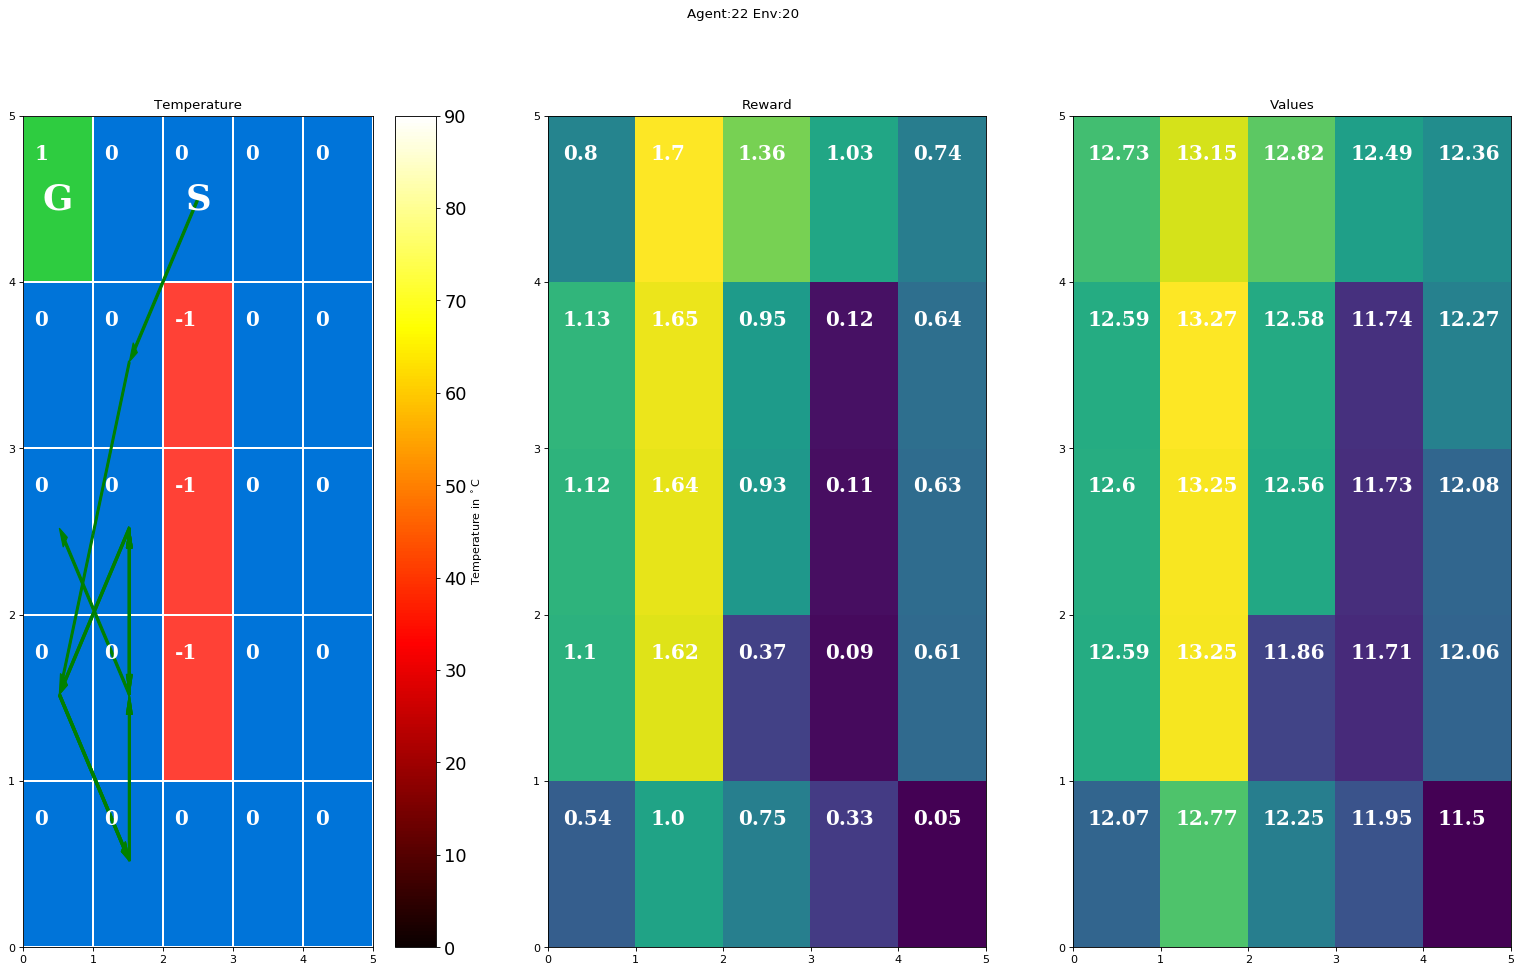 Agent:22 Env:20
Temperature
5
4
3
2
1
0
1 0 0 0 0
G S
0 0 -1 0 0
0 0 -1 0 0
0 0 -1 0 0
0 0 0 0 0
0 1 2 3 4 5
90
80
70
60
50
40
30
20
10
0
Temperature in °C
Reward
5
4
3
2
1
0
0.8 1.7 1.36 1.03 0.74
1.13 1.65 0.95 0.12 0.64
1.12 1.64 0.93 0.11 0.63
1.1 1.62 0.37 0.09 0.61
0.54 1.0 0.75 0.33 0.05
0 1 2 3 4 5
Values
5
4
3
2
1
0
12.73 13.15 12.82 12.49 12.36
12.59 13.27 12.58 11.74 12.27
12.6 13.25 12.56 11.73 12.08
12.59 13.25 11.86 11.71 12.06
12.07 12.77 12.25 11.95 11.5
0 1 2 3 4 5